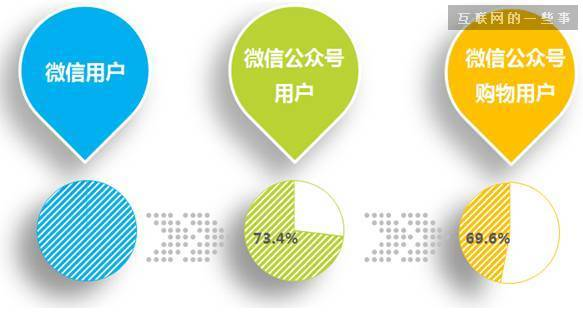 互联网的一些事
微信用户
微信公众号
用户
微信公众号
购物用户
73.4%
69.6%